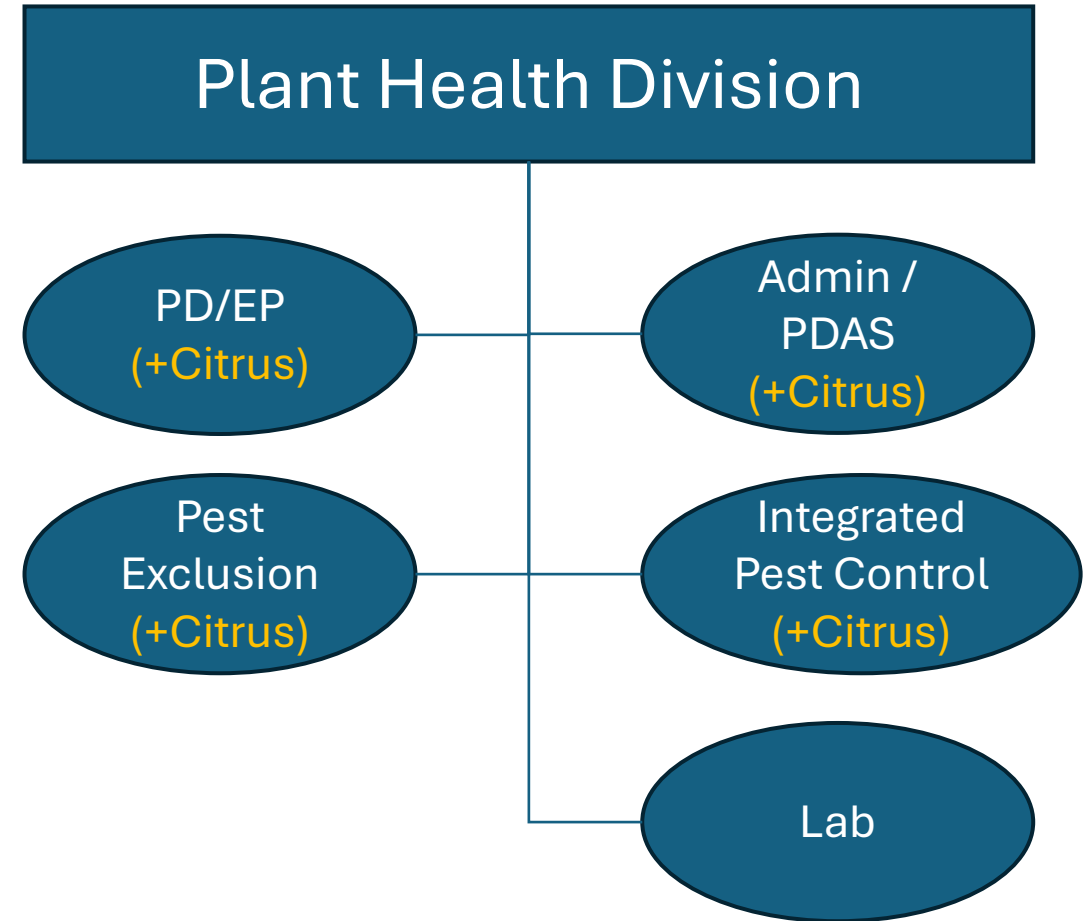 Plant Health Division
PD/EP
(+Citrus)
Admin /
PDAS
(+Citrus)
Pest
Exclusion
(+Citrus)
Integrated
Pest Control
(+Citrus)
Lab